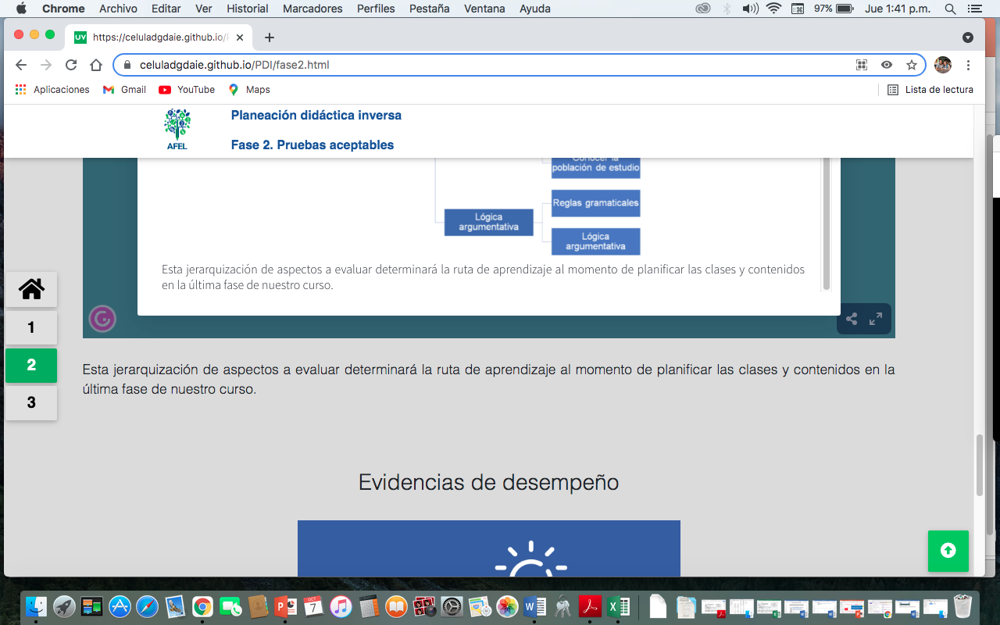 Chrome Archivo Editar Ver Historial Marcadores Perfiles Pestaña Ventana Ayuda 97% Jue 1:41 p.m.
UV https://celuladgdaie.github.io/
celuladgdaie.github.io/PDI/fase2.html
Aplicaciones Gmail YouTube Maps Lista de lectura
AFEL
Planeación didáctica inversa
Fase 2. Pruebas aceptables
Conocer la
población de estudio
Reglas gramaticales
Lógica
argumentativa
Lógica
argumentativa
Esta jerarquización de aspectos a evaluar determinará la ruta de aprendizaje al momento de planificar las clases y contenidos
en la última fase de nuestro curso.
1
2
3
Esta jerarquización de aspectos a evaluar determinará la ruta de aprendizaje al momento de planificar las clases y contenidos en la
última fase de nuestro curso.
Evidencias de desempeño
OCT
7